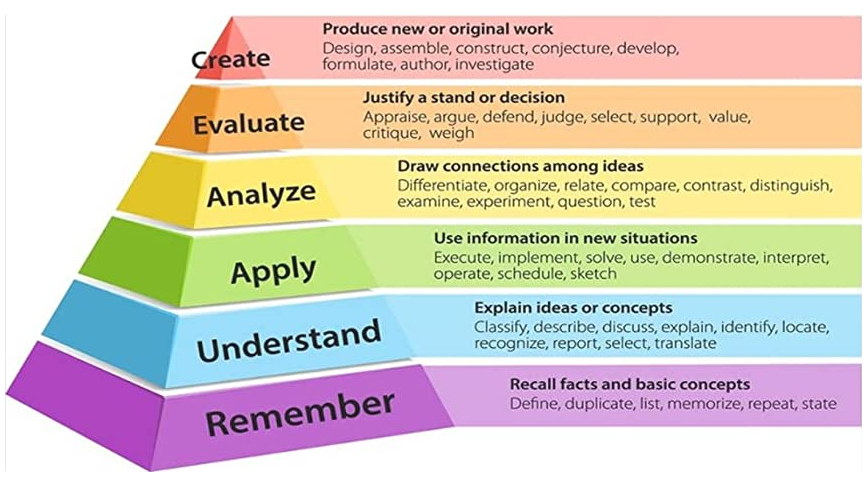 Create
Produce new or original work
Design, assemble, construct, conjecture, develop,
formulate, author, investigate
Evaluate
Justify a stand or decision
Appraise, argue, defend, judge, select, support, value,
critique, weigh
Analyze
Draw connections among ideas
Differentiate, organize, relate, compare, contrast, distinguish,
examine, experiment, question, test
Apply
Use information in new situations
Execute, implement, solve, use, demonstrate, interpret,
operate, schedule, sketch
Understand
Explain ideas or concepts
Classify, describe, discuss, explain, identify, locate,
recognize, report, select, translate
Remember
Recall facts and basic concepts
Define, duplicate, list, memorize, repeat, state